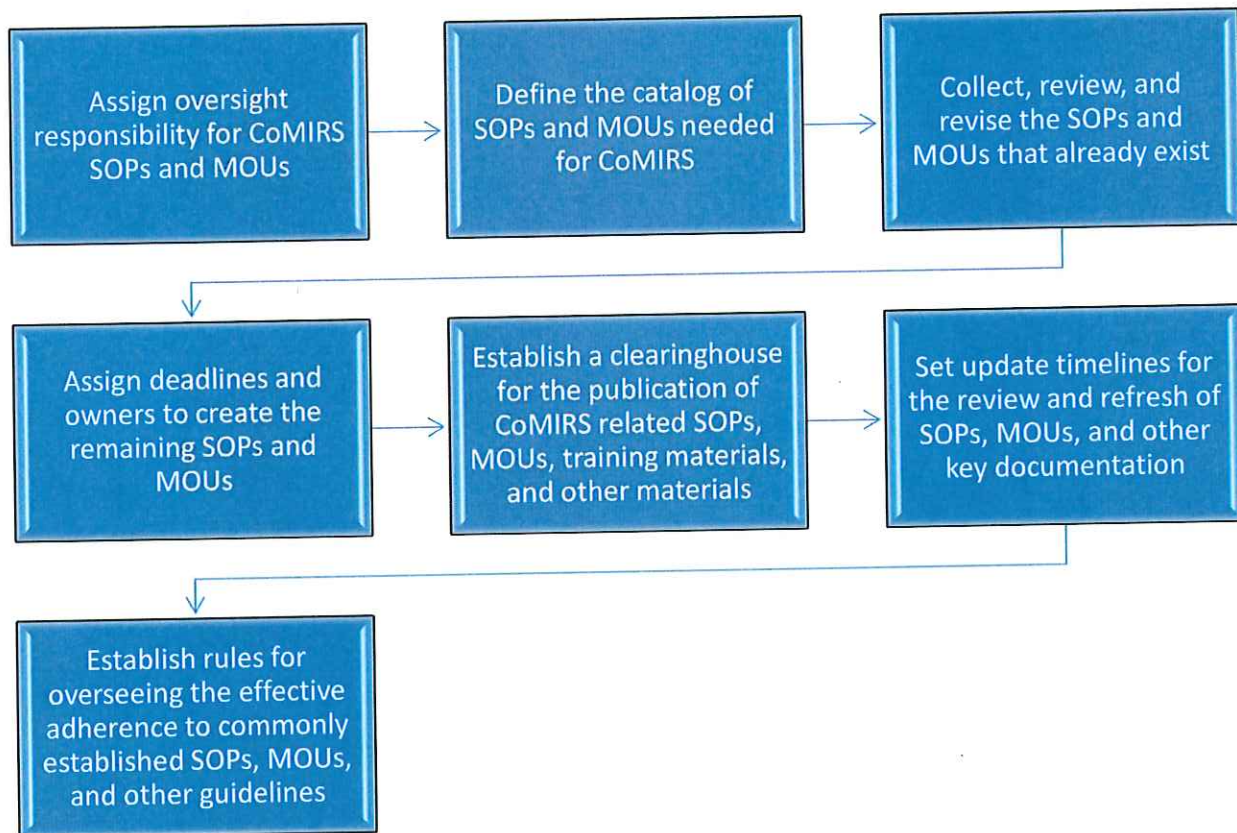 Assign oversight
responsibility for CoMIRS
SOPs and MOUs
Define the catalog of
SOPs and MOUs needed
for CoMIRS
Collect, review, and
revise the SOPs and
MOUs that already exist
Assign deadlines and
owners to create the
remaining SOPs and
MOUs
Establish a clearinghouse
for the publication of
CoMIRS related SOPs,
MOUs, training materials,
and other materials
Set update timelines for
the review and refresh of
SOPs, MOUs, and other
key documentation
Establish rules for
overseeing the effective
adherence to commonly
established SOPs, MOUs,
and other guidelines